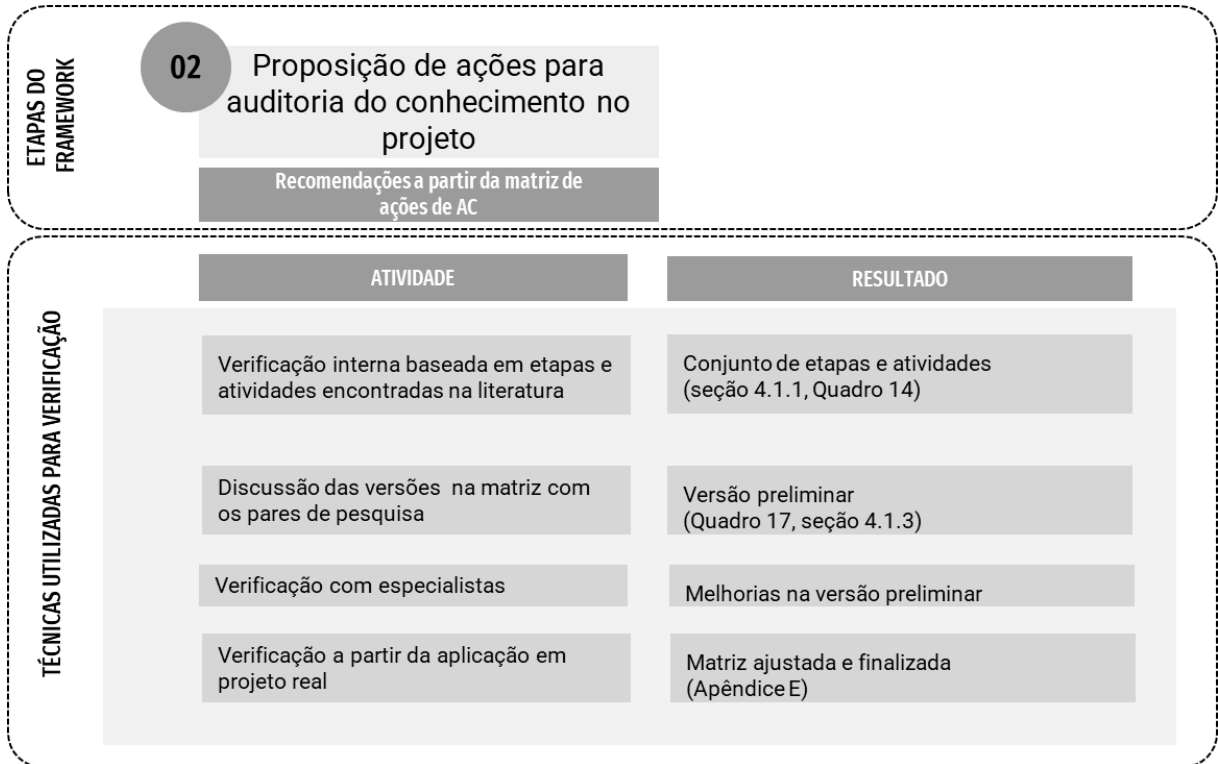 ETAPAS DO
FRAMEWORK
02
Proposição de ações para
auditoria do conhecimento no
projeto
Recomendações a partir da matriz de
ações de AC
TÉCNICAS UTILIZADAS PARA VERIFICAÇÃO
ATIVIDADE
RESULTADO
Verificação interna baseada em etapas e
atividades encontradas na literatura
Conjunto de etapas e atividades
(seção 4.1.1, Quadro 14)
Discussão das versões na matriz com
os pares de pesquisa
Versão preliminar
(Quadro 17, seção 4.1.3)
Verificação com especialistas
Melhorias na versão preliminar
Verificação a partir da aplicação em
projeto real
Matriz ajustada e finalizada
(Apêndice E)